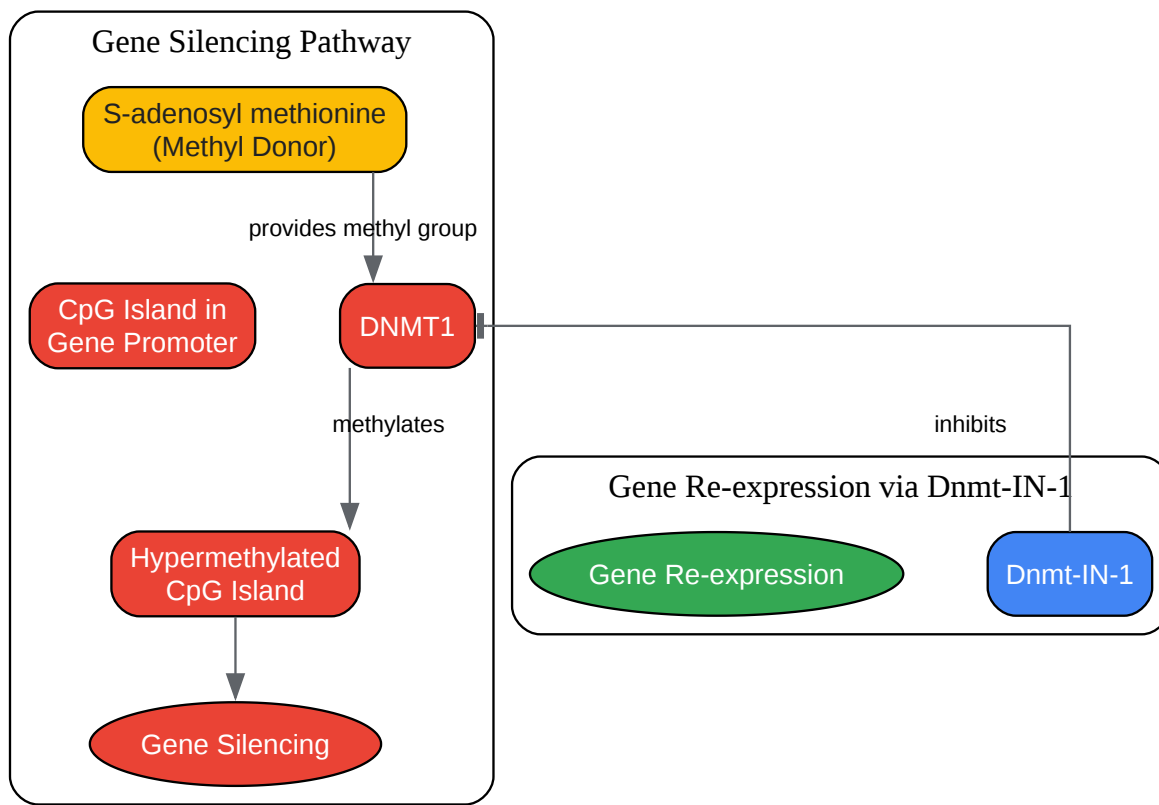 Gene Silencing Pathway
S-adenosyl methionine
(Methyl Donor)
provides methyl group
CpG Island in
Gene Promoter
DNMT1
methylates
inhibits
Gene Re-expression via Dnmt-IN-1
Hypermethylated
CpG Island
Gene Re-expression
Dnmt-IN-1
Gene Silencing